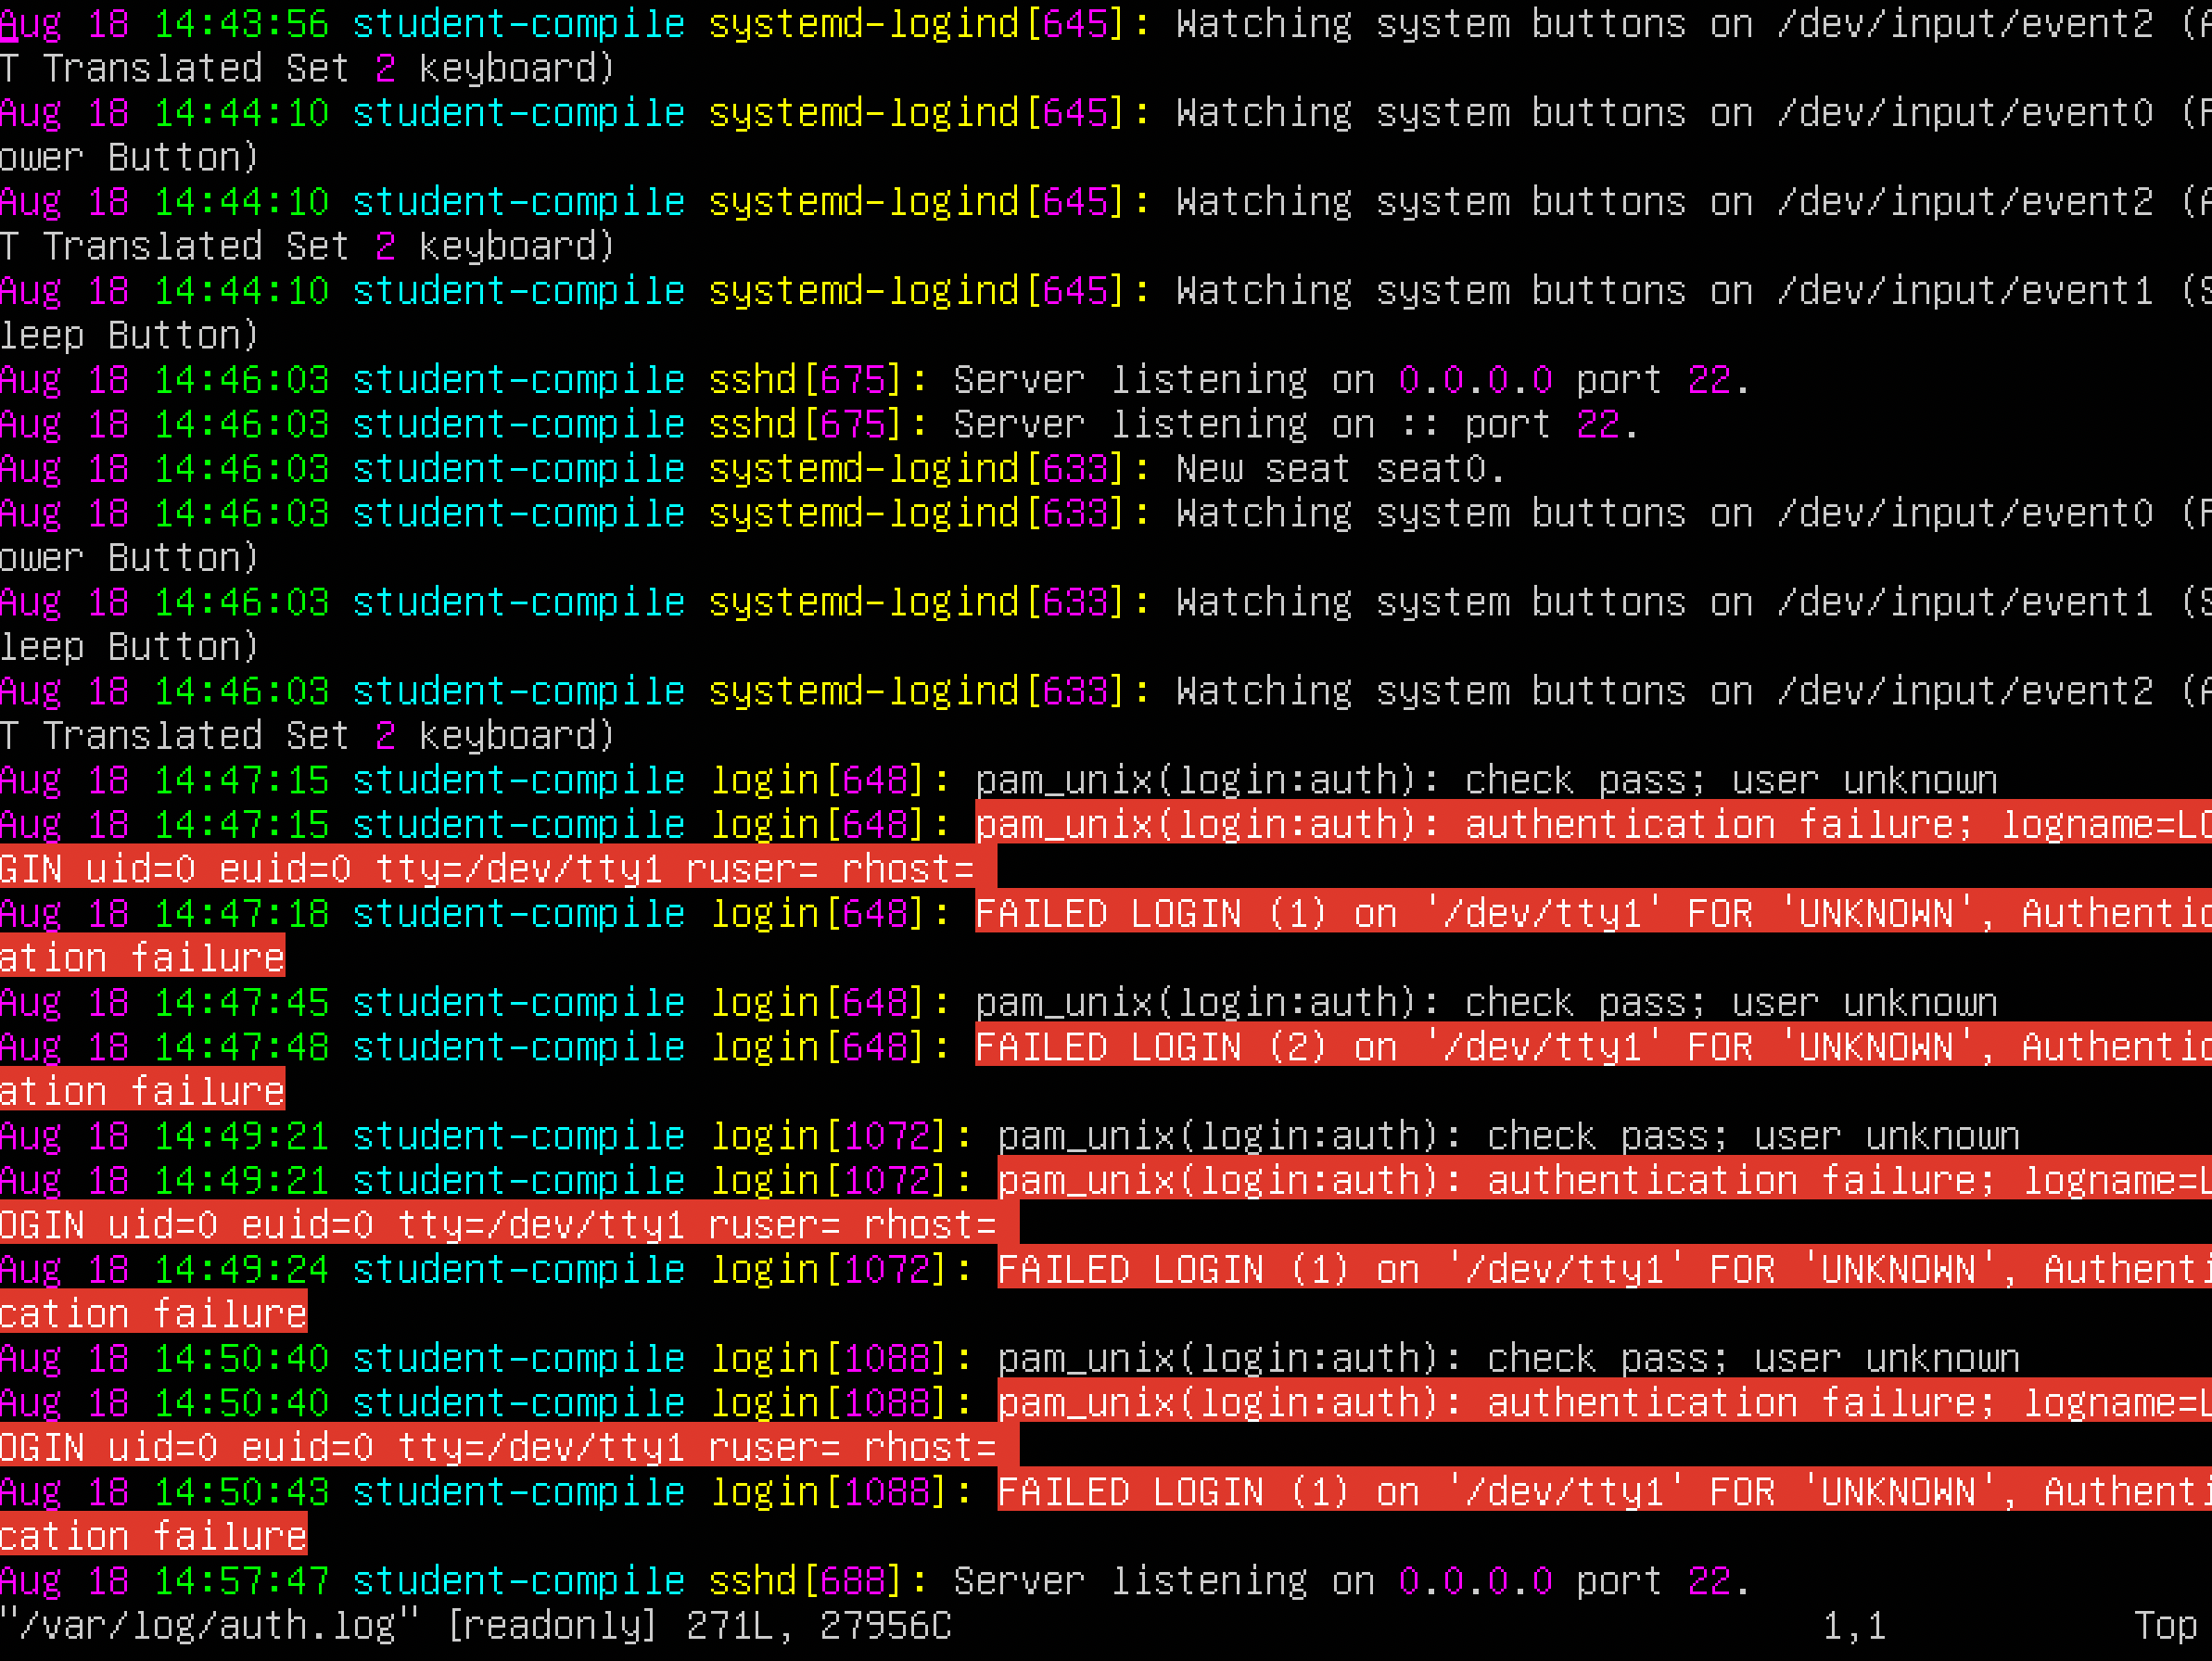 Aug 18 14:43:56 student-compile systemd-logind[645]: Watching system buttons on /dev/input/event2 (A
T Translated Set 2 keyboard)
Aug 18 14:44:10 student-compile systemd-logind[645]: Watching system buttons on /dev/input/event0 (P
ower Button)
Aug 18 14:44:10 student-compile systemd-logind[645]: Watching system buttons on /dev/input/event2 (A
T Translated Set 2 keyboard)
Aug 18 14:44:10 student-compile systemd-logind[645]: Watching system buttons on /dev/input/event1 (S
leep Button)
Aug 18 14:46:03 student-compile sshd[675]: Server listening on 0.0.0.0 port 22.
Aug 18 14:46:03 student-compile sshd[675]: Server listening on :: port 22.
Aug 18 14:46:03 student-compile systemd-logind[633]: New seat seat0.
Aug 18 14:46:03 student-compile systemd-logind[633]: Watching system buttons on /dev/input/event0 (P
ower Button)
Aug 18 14:46:03 student-compile systemd-logind[633]: Watching system buttons on /dev/input/event1 (S
leep Button)
Aug 18 14:46:03 student-compile systemd-logind[633]: Watching system buttons on /dev/input/event2 (A
T Translated Set 2 keyboard)
Aug 18 14:47:15 student-compile login[648]: pam_unix(login:auth): check pass; user unknown
Aug 18 14:47:15 student-compile login[648]: pam_unix(login:auth): authentication failure; logname=LO
GIN uid=0 euid=0 tty=/dev/tty1 ruser= rhost=
Aug 18 14:47:18 student-compile login[648]: FAILED LOGIN (1) on '/dev/tty1' FOR 'UNKNOWN', Authentic
ation failure
Aug 18 14:47:45 student-compile login[648]: pam_unix(login:auth): check pass; user unknown
Aug 18 14:47:48 student-compile login[648]: FAILED LOGIN (2) on '/dev/tty1' FOR 'UNKNOWN', Authentic
ation failure
Aug 18 14:49:21 student-compile login[1072]: pam_unix(login:auth): check pass; user unknown
Aug 18 14:49:21 student-compile login[1072]: pam_unix(login:auth): authentication failure; logname=L
OGIN uid=0 euid=0 tty=/dev/tty1 ruser= rhost=
Aug 18 14:49:24 student-compile login[1072]: FAILED LOGIN (1) on '/dev/tty1' FOR 'UNKNOWN', Authenti
cation failure
Aug 18 14:50:40 student-compile login[1088]: pam_unix(login:auth): check pass; user unknown
Aug 18 14:50:40 student-compile login[1088]: pam_unix(login:auth): authentication failure; logname=L
OGIN uid=0 euid=0 tty=/dev/tty1 ruser= rhost=
Aug 18 14:50:43 student-compile login[1088]: FAILED LOGIN (1) on '/dev/tty1' FOR 'UNKNOWN', Authenti
cation failure
Aug 18 14:57:47 student-compile sshd[688]: Server listening on 0.0.0.0 port 22.
"/var/log/auth.log" [readonly] 271L, 27956C 1,1 Top